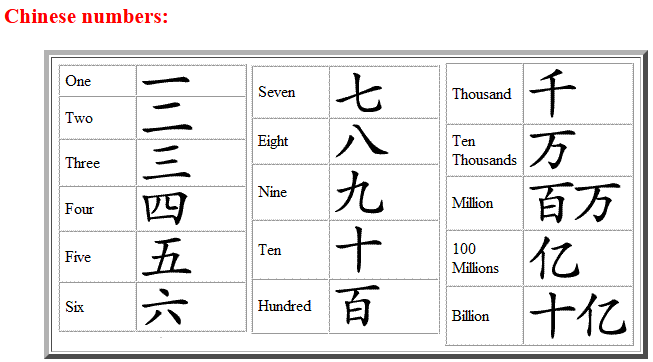 Chinese numbers:
One 一
Two 二
Three 三
Four 四
Five 五
Six 六
Seven 七
Eight 八
Nine 九
Ten 十
Hundred 百
Thousand 千
Ten
Thousands 万
Million 百万
100
Millions 亿
Billion 十亿